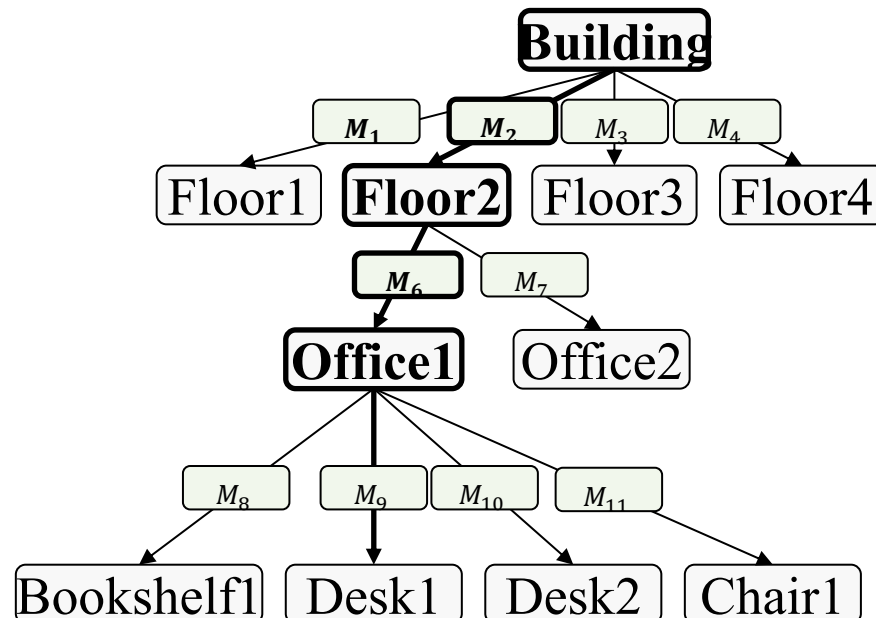 Building
M₁ M₂ M₃ M₄
Floor1 Floor2 Floor3 Floor4
M₆ M₇
Office1 Office2
M₈ M₉ M₁₀ M₁₁
Bookshelf1 Desk1 Desk2 Chair1